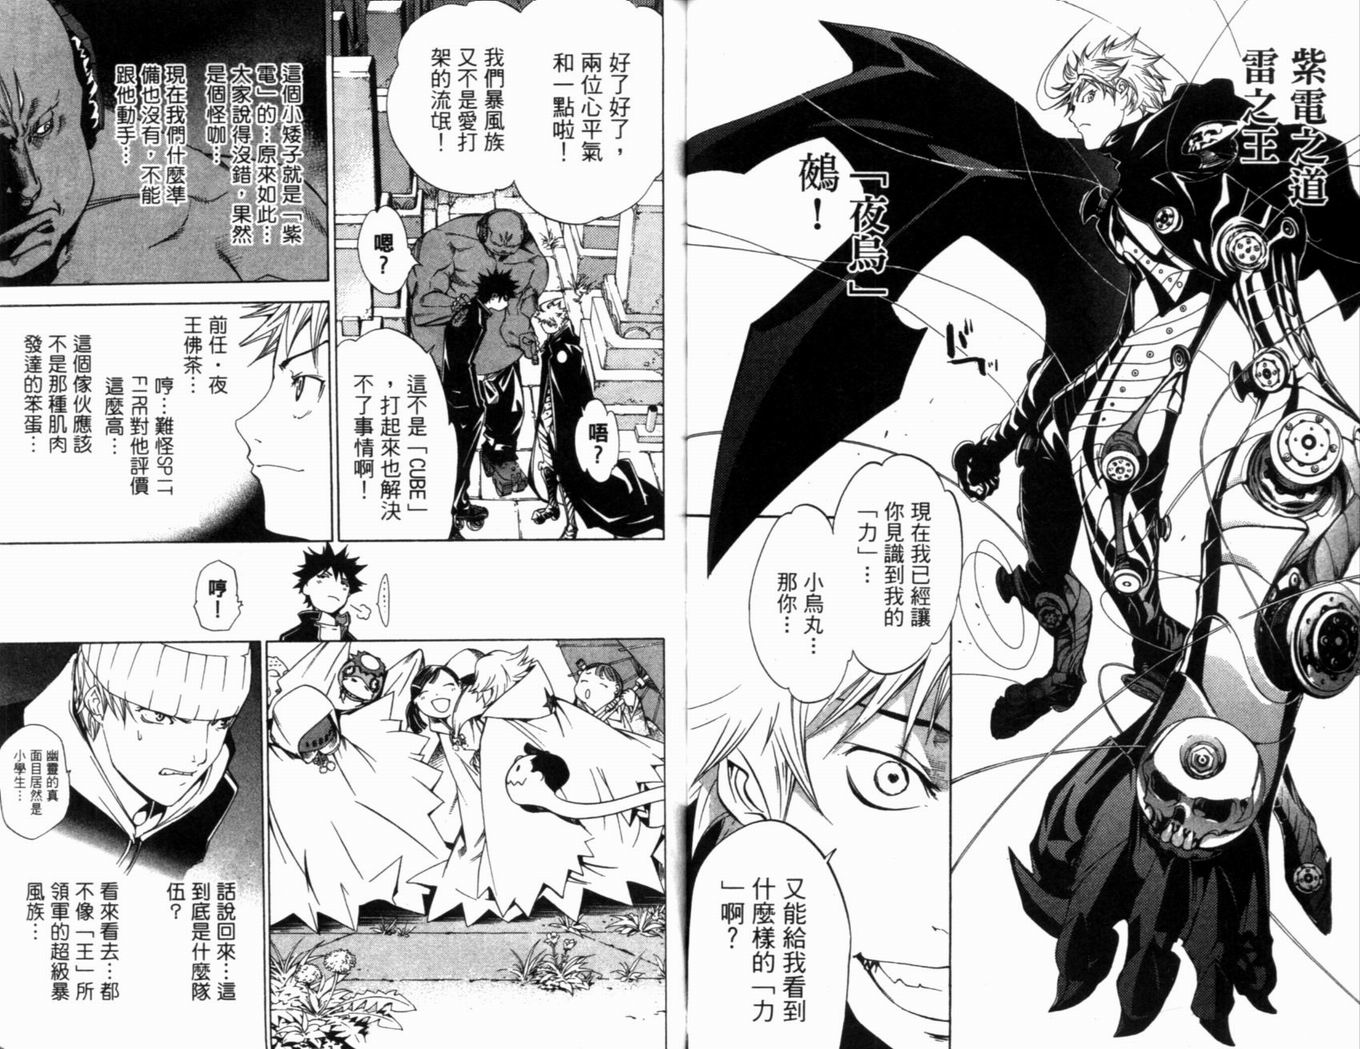 紫電之道
雷之王
「夜烏」
鵺！
ドドッ
現在我已經讓
你見識到我的
「力」…
小烏丸…
那你…
又能給我看到
什麼樣的「力
」啊？
好了好了，
兩位心平氣
和一點啦！
我們暴風族
又不是愛打
架的流氓！
嗯？
唔？
這不是「CUBE」
，打起來也解決
不了事情啊！
這個小矮子就是「紫
電」的…原來如此…
大家說得沒錯，果然
是個怪咖…
現在我們什麼準
備也沒有，不能
跟他動手…
前任・夜
王佛茶…
哼…難怪SPIT
FIRE對他評價
這麼高…
這個傢伙應該
不是那種肌肉
發達的笨蛋…
……
哼！
幽靈的真
面目居然是
小學生…
話說回來…這
到底是什麼隊
伍？
看來看去…都
不像「王」所
領軍的超級暴
風族…